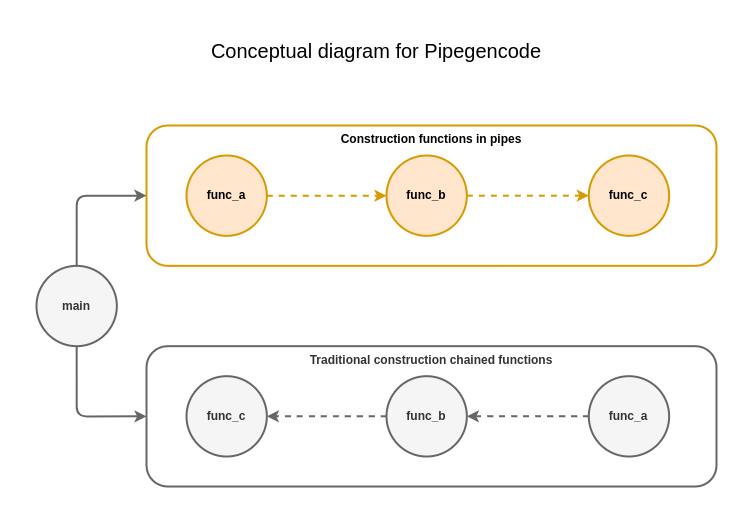 Conceptual diagram for Pipegencode
Construction functions in pipes
func_a
func_b
func_c
main
Traditional construction chained functions
func_c
func_b
func_a